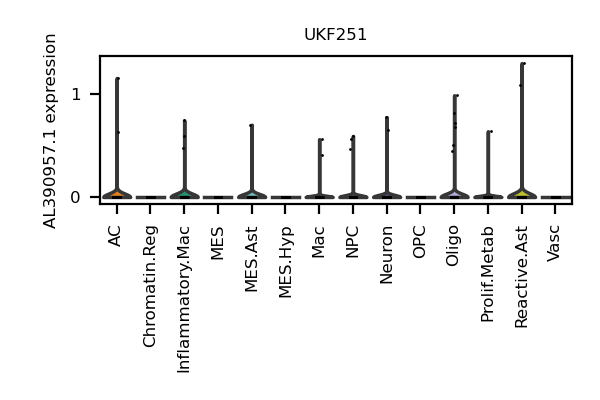 UKF251
AL390957.1 expression
1
0
AC
Chromatin.Reg
Inflammatory.Mac
MES
MES.Ast
MES.Hyp
Mac
NPC
Neuron
OPC
Oligo
Prolif.Metab
Reactive.Ast
Vasc